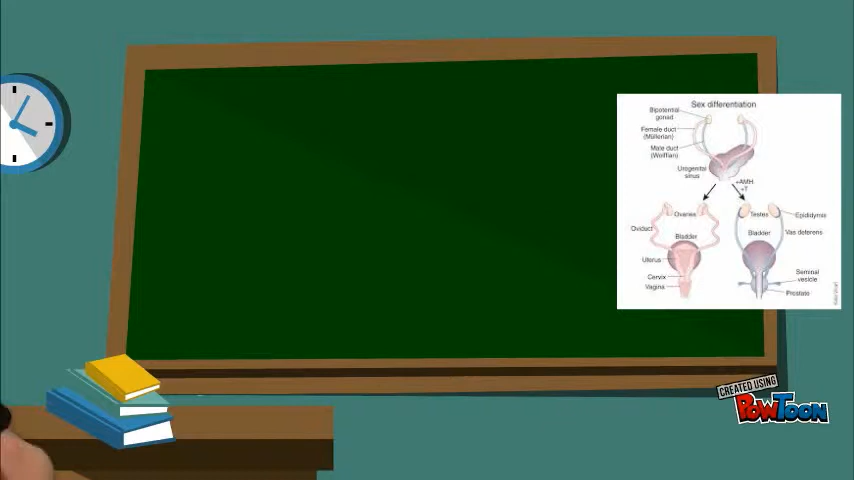 Sex differentiation
Bipotential
gonad
Female duct
(Müllerian)
Male duct
(Wolffian)
Urogenital
sinus
+AMH
+?
Ovaries
Testes
Epididymis
Oviduct
Bladder
Bladder
Vas deferens
Uterus
Cervix
Vagina
Seminal
vesicle
Prostate
CREATED USING
POWTOON